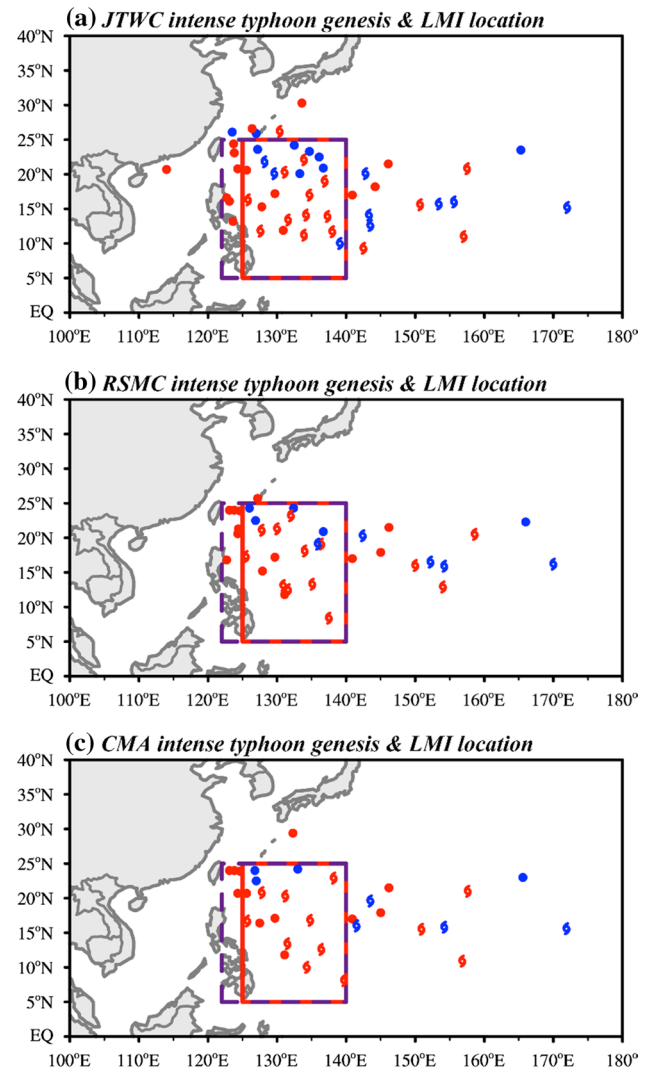 (a) JTWC intense typhoon genesis & LMI location
40°N
35°N
30°N
25°N
20°N
15°N
10°N
5°N
EQ
100°E 110°E 120°E 130°E 140°E 150°E 160°E 170°E 180°
(b) RSMC intense typhoon genesis & LMI location
40°N
35°N
30°N
25°N
20°N
15°N
10°N
5°N
EQ
100°E 110°E 120°E 130°E 140°E 150°E 160°E 170°E 180°
(c) CMA intense typhoon genesis & LMI location
40°N
35°N
30°N
25°N
20°N
15°N
10°N
5°N
EQ
100°E 110°E 120°E 130°E 140°E 150°E 160°E 170°E 180°